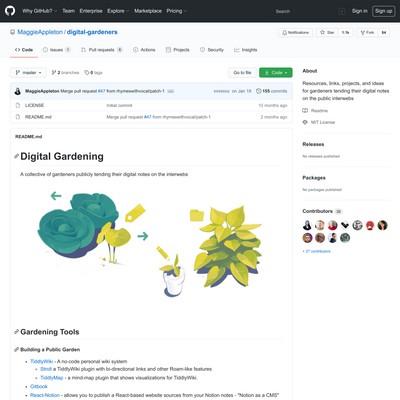 Why GitHub? Team Enterprise Explore Marketplace Pricing Search Sign in Sign up
MaggieAppleton / digital-gardeners Notifications Star 1.1k Fork 54
Code Issues 1 Pull requests 6 Actions Projects Security Insights
master 2 branches 0 tags Go to file Code
MaggieAppleton Merge pull request #47 from rhymeswithvocal/patch-1 on Jan 18 155 commits
LICENSE Initial commit 10 months ago
README.md Merge pull request #47 from rhymeswithvocal/patch-1 2 months ago
README.md
Digital Gardening
A collective of gardeners publicly tending their digital notes on the interwebs
Gardening Tools
Building a Public Garden
TiddlyWiki - A no-code personal wiki system
Stroll a TiddlyWiki plugin with bi-directional links and other Roam-like features
TiddlyMap - a mind-map plugin that shows visualizations for TiddlyWiki.
Gitbook
React-Notion - allows you to publish a React-based website sources from your Notion notes - "Notion as a CMS"
About
Resources, links, projects, and ideas
for gardeners tending their digital notes
on the public interwebs
Readme
MIT License
Releases
No releases published
Packages
No packages published
Contributors
+ 27 contributors